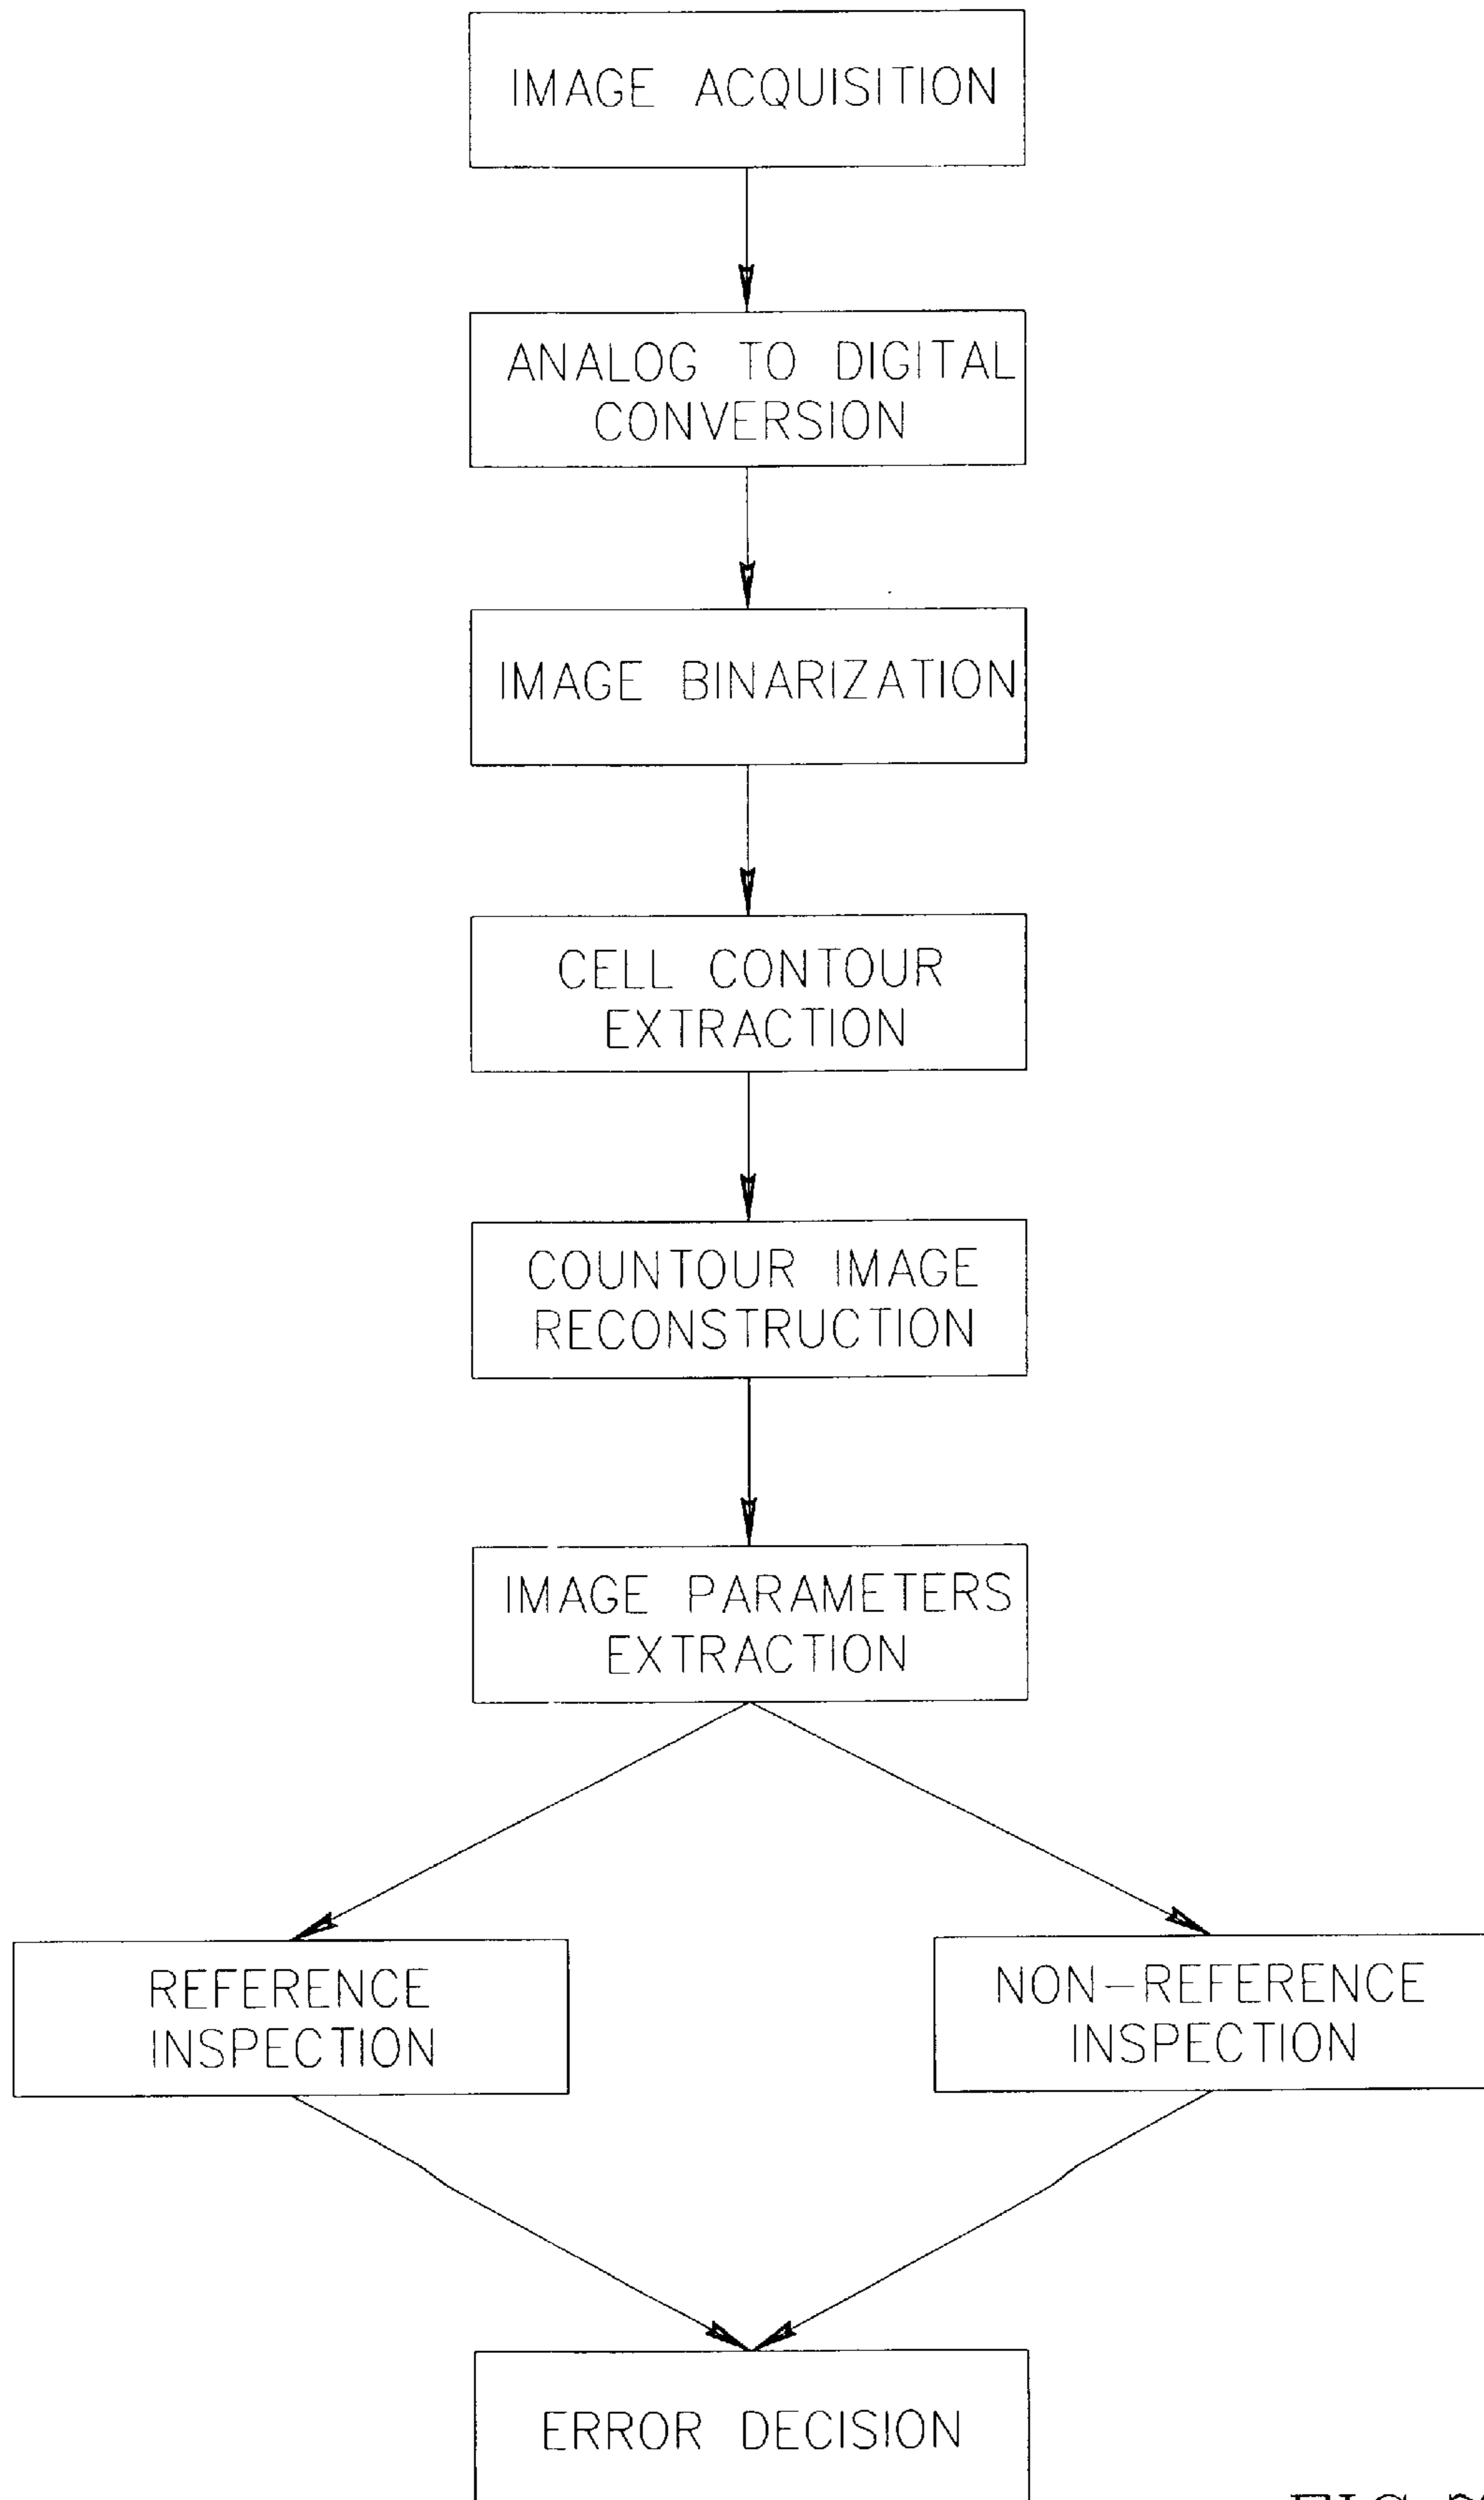 IMAGE ACQUISITION
ANALOG TO DIGITAL
CONVERSION
IMAGE BINARIZATION
CELL CONTOUR
EXTRACTION
COUNTOUR IMAGE
RECONSTRUCTION
IMAGE PARAMETERS
EXTRACTION
REFERENCE
INSPECTION
NON-REFERENCE
INSPECTION
ERROR DECISION